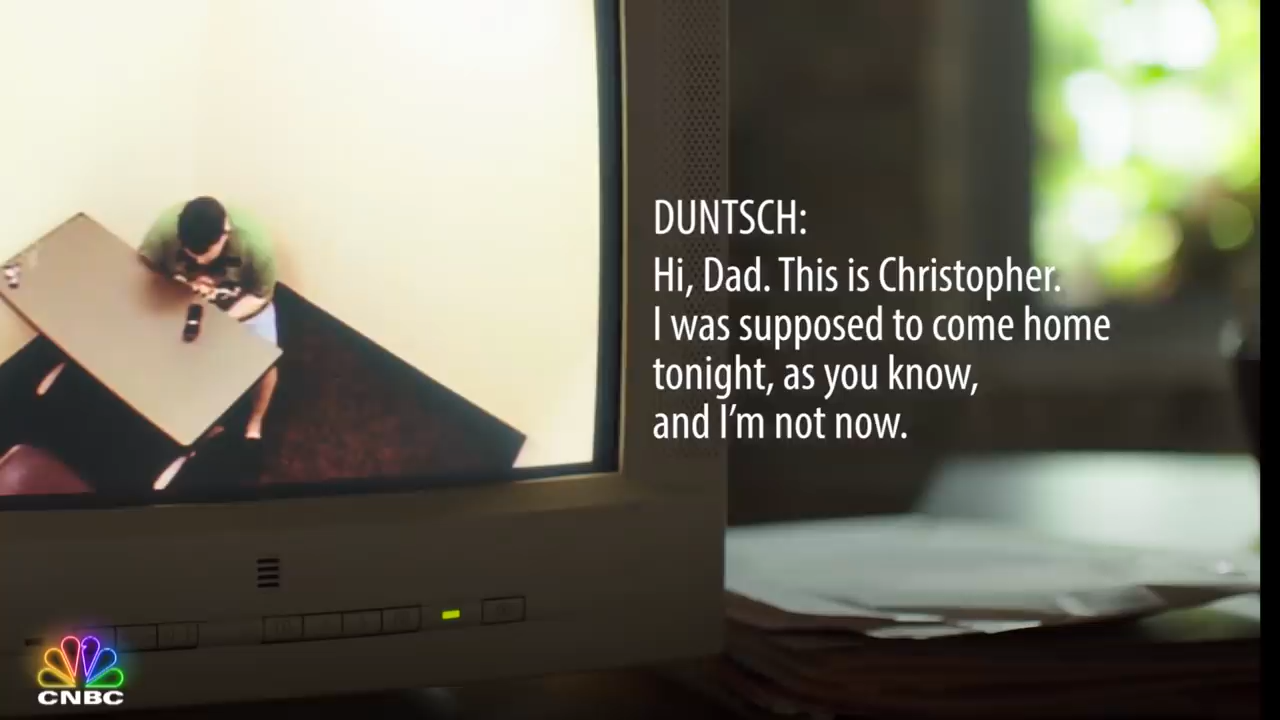 DUNTSCH:
Hi, Dad. This is Christopher.
I was supposed to come home
tonight, as you know,
and I’m not now.
CNBC